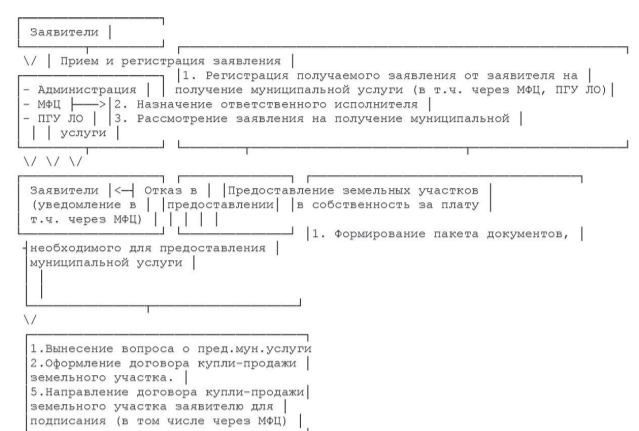 Заявители |
\/ | Прием и регистрация заявления |
|1. Регистрация получаемого заявления от заявителя на |
- Администрация | | получение муниципальной услуги (в т.ч. через МФЦ, ПГУ ЛО)|
- МФЦ ├──>|2. Назначение ответственного исполнителя |
- ПГУ ЛО | |3. Рассмотрение заявления на получение муниципальной |
| | | услуги |
\/ \/ \/
Заявители |<─┤ Отказ в | |Предоставление земельных участков |
(уведомление в | |предоставлении| |в собственность за плату |
т.ч. через МФЦ) | | | | | |
|1. Формирование пакета документов, |
необходимого для предоставления |
муниципальной услуги |
\/
1.Вынесение вопроса о пред.мун.услуги
2.Оформление договора купли-продажи |
земельного участка. |
5.Направление договора купли-продажи|
земельного участка заявителю для |
подписания (в том числе через МФЦ) |